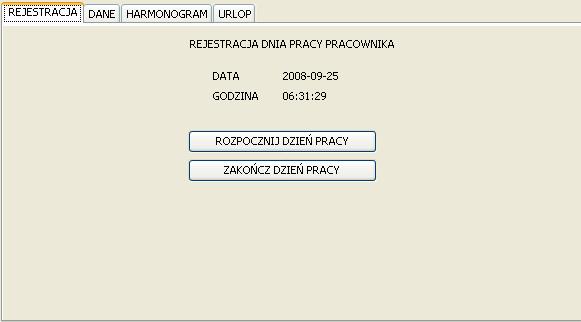 REJESTRACJA DANE HARMONOGRAM URLOP
REJESTRACJA DNIA PRACY PRACOWNIKA
DATA 2008-09-25
GODZINA 06:31:29
ROZPOCZNIJ DZIEŃ PRACY
ZAKOŃCZ DZIEŃ PRACY